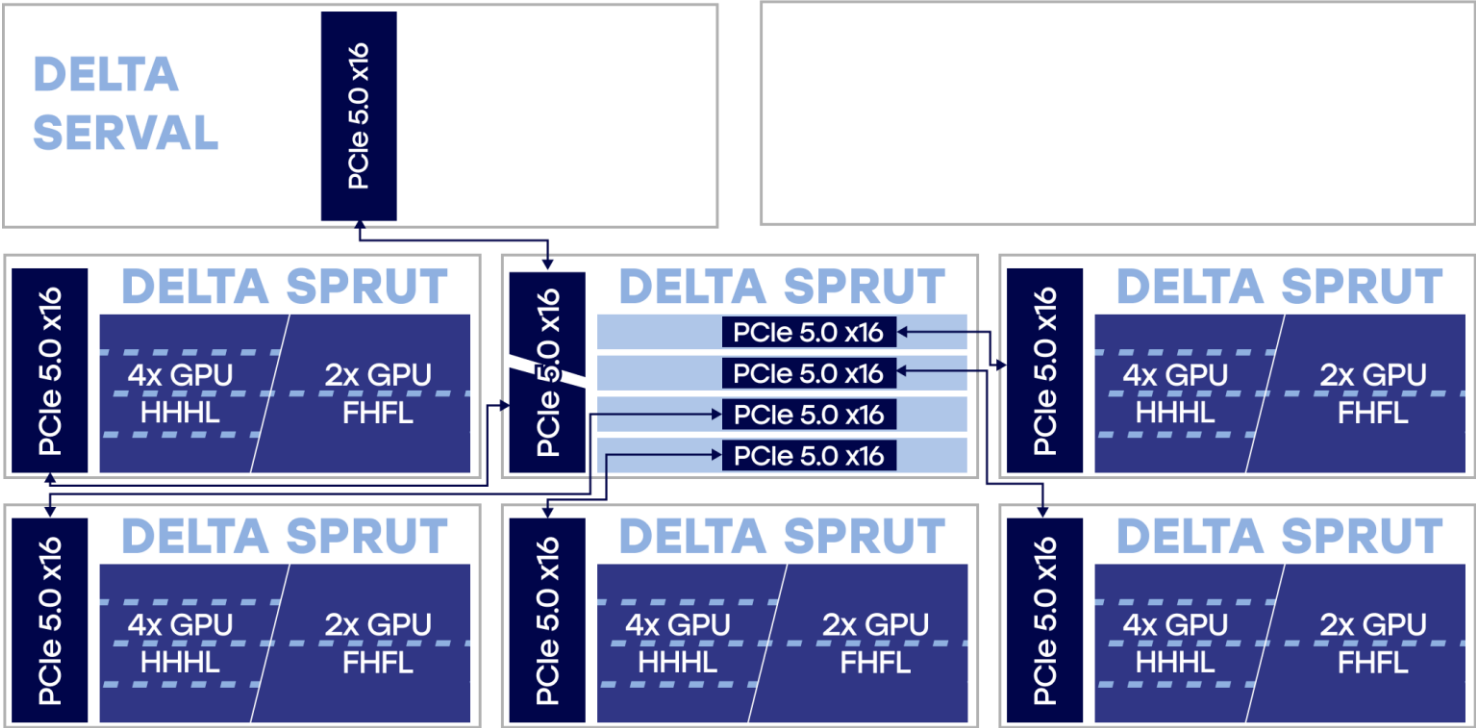 DELTA
SERVAL
PCIe 5.0 x16
PCIe 5.0 x16
DELTA SPRUT
4x GPU
HHHL
2x GPU
FHFL
PCIe 5.0 x16
DELTA SPRUT
PCIe 5.0 x16
PCIe 5.0 x16
PCIe 5.0 x16
PCIe 5.0 x16
PCIe 5.0 x16
DELTA SPRUT
4x GPU
HHHL
2x GPU
FHFL
PCIe 5.0 x16
DELTA SPRUT
4x GPU
HHHL
2x GPU
FHFL
PCIe 5.0 x16
DELTA SPRUT
4x GPU
HHHL
2x GPU
FHFL
PCIe 5.0 x16
DELTA SPRUT
4x GPU
HHHL
2x GPU
FHFL